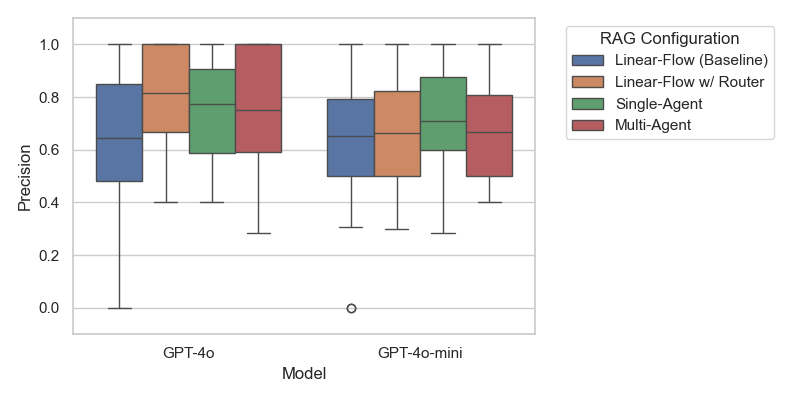 Precision
1.0
0.8
0.6
0.4
0.2
0.0
GPT-4o
GPT-4o-mini
Model
RAG Configuration
Linear-Flow (Baseline)
Linear-Flow w/ Router
Single-Agent
Multi-Agent